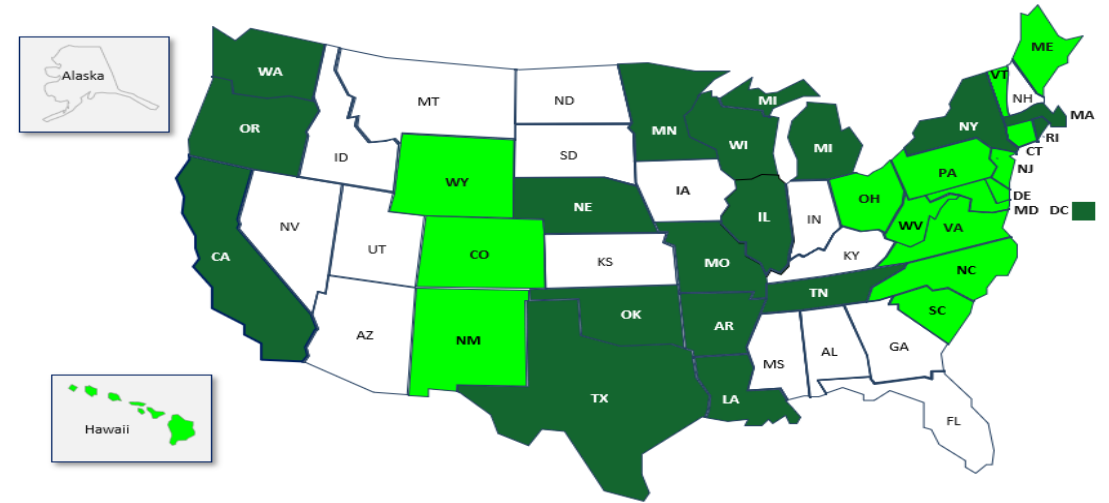 ME
VT
NH
WA
MT
ND
MN
MI
MA
OR
WI
NY
RI
CT
ID
SD
MI
NJ
PA
WY
IA
OH
DE
NE
IL
IN
MD DC
NV
UT
CO
WV
VA
CA
KS
MO
KY
NC
TN
OK
SC
AZ
NM
AR
GA
MS
AL
TX
LA
FL
Alaska
Hawaii